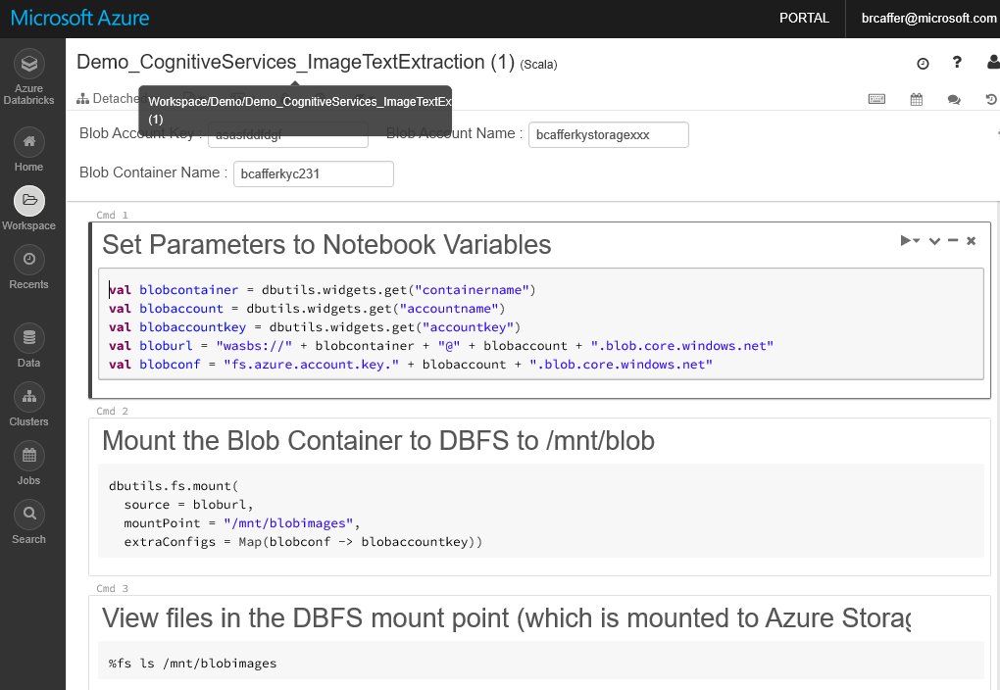 Microsoft Azure
PORTAL
brcaffer@microsoft.com
Demo_CognitiveServices_ImageTextExtraction (1) (Scala)
Azure
Databricks
Detached
Workspace/Demo/Demo_CognitiveServices_ImageTextEx
(1)
Blob Account Key :
asasfddfdgf
Blob Account Name :
bcafferkystoragexxx
Blob Container Name :
bcafferkyc231
Home
Workspace
Recents
Data
Clusters
Jobs
Search
Cmd 1
Set Parameters to Notebook Variables
val blobcontainer = dbutils.widgets.get("containername")
val blobaccount = dbutils.widgets.get("accountname")
val blobaccountkey = dbutils.widgets.get("accountkey")
val bloburl = "wasbs://" + blobcontainer + "@" + blobaccount + ".blob.core.windows.net"
val blobconf = "fs.azure.account.key." + blobaccount + ".blob.core.windows.net"
Cmd 2
Mount the Blob Container to DBFS to /mnt/blob
dbutils.fs.mount(
source = bloburl,
mountPoint = "/mnt/blobimages",
extraConfigs = Map(blobconf -> blobaccountkey))
Cmd 3
View files in the DBFS mount point (which is mounted to Azure Storag
%fs ls /mnt/blobimages